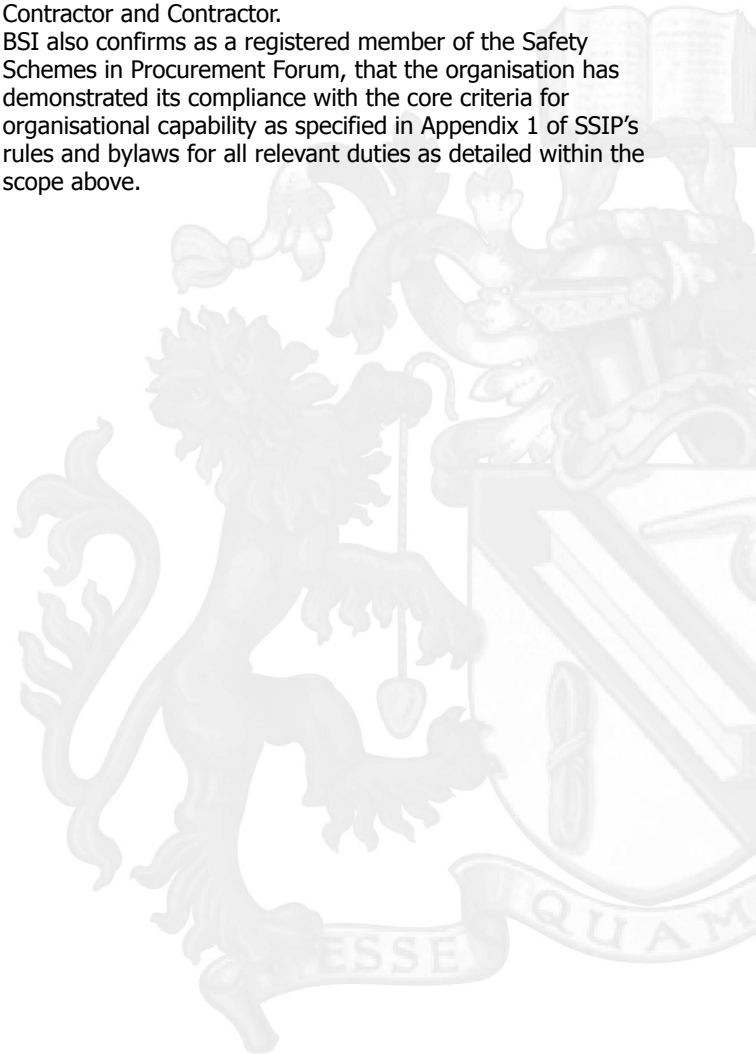 Contractor and Contractor.
BSI also confirms as a registered member of the Safety
Schemes in Procurement Forum, that the organisation has
demonstrated its compliance with the core criteria for
organisational capability as specified in Appendix 1 of SSIP’s
rules and bylaws for all relevant duties as detailed within the
scope above.
ESSE QUAM